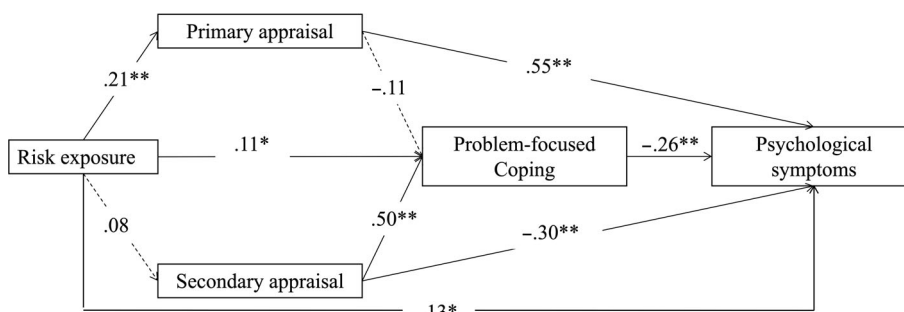 Primary appraisal
.55**
.21**
−.11
Risk exposure
.11*
Problem-focused
Coping
−.26**
Psychological
symptoms
.08
.50**
−.30**
Secondary appraisal
.13*